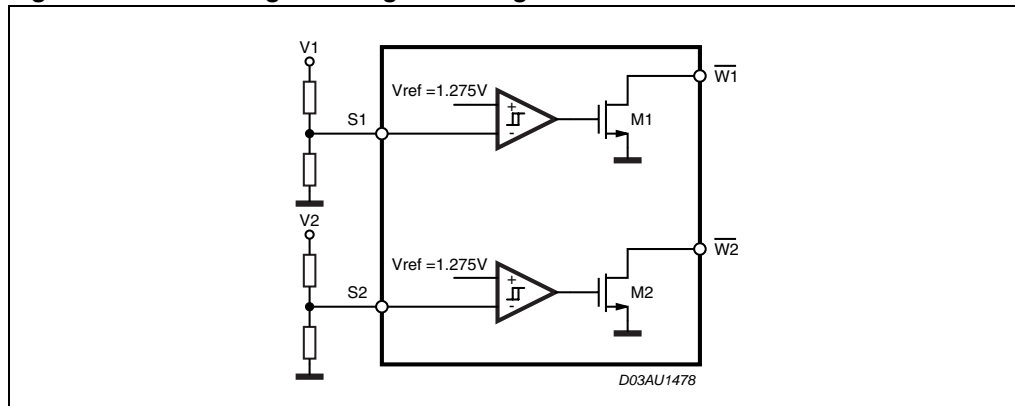 V1
W1
Vref =1.275V
+
S1
M1
-
V2
W2
Vref =1.275V
+
S2
M2
-
D03AU1478